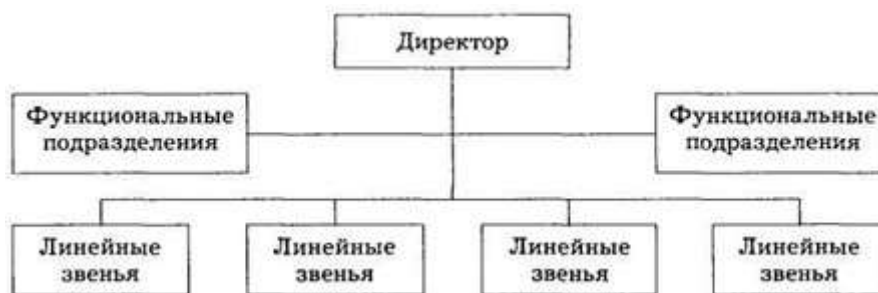 Директор
Функциональные
подразделения
Функциональные
подразделения
Линейные
звенья
Линейные
звенья
Линейные
звенья
Линейные
звенья